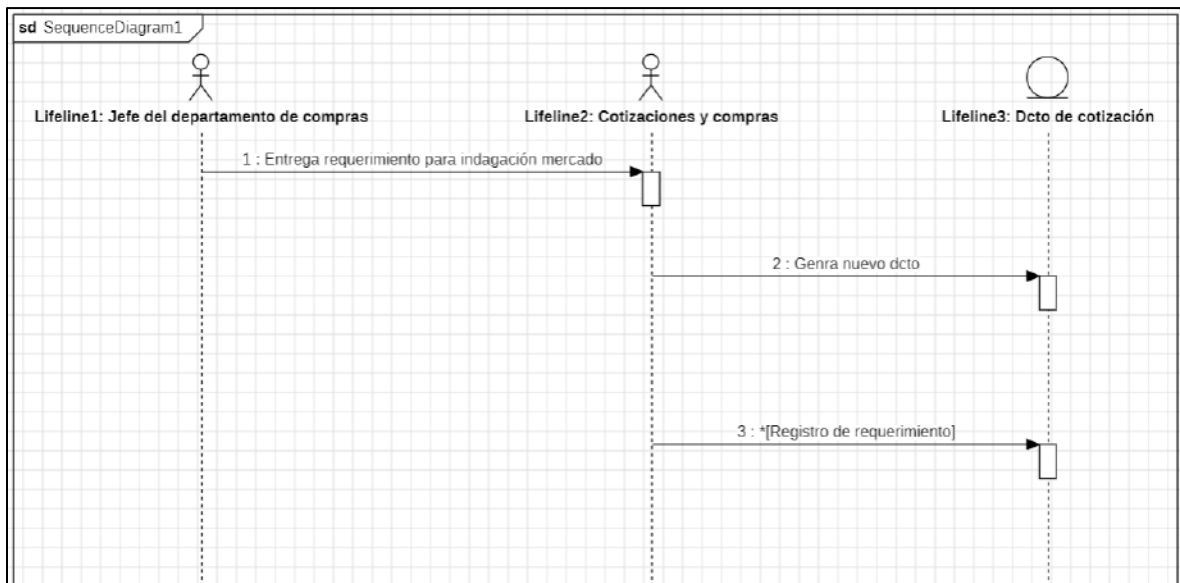 sd SequenceDiagram1
Lifeline1: Jefe del departamento de compras
Lifeline2: Cotizaciones y compras
Lifeline3: Dcto de cotización
1 : Entrega requerimiento para indagación mercado
2 : Genra nuevo dcto
3 : *[Registro de requerimiento]